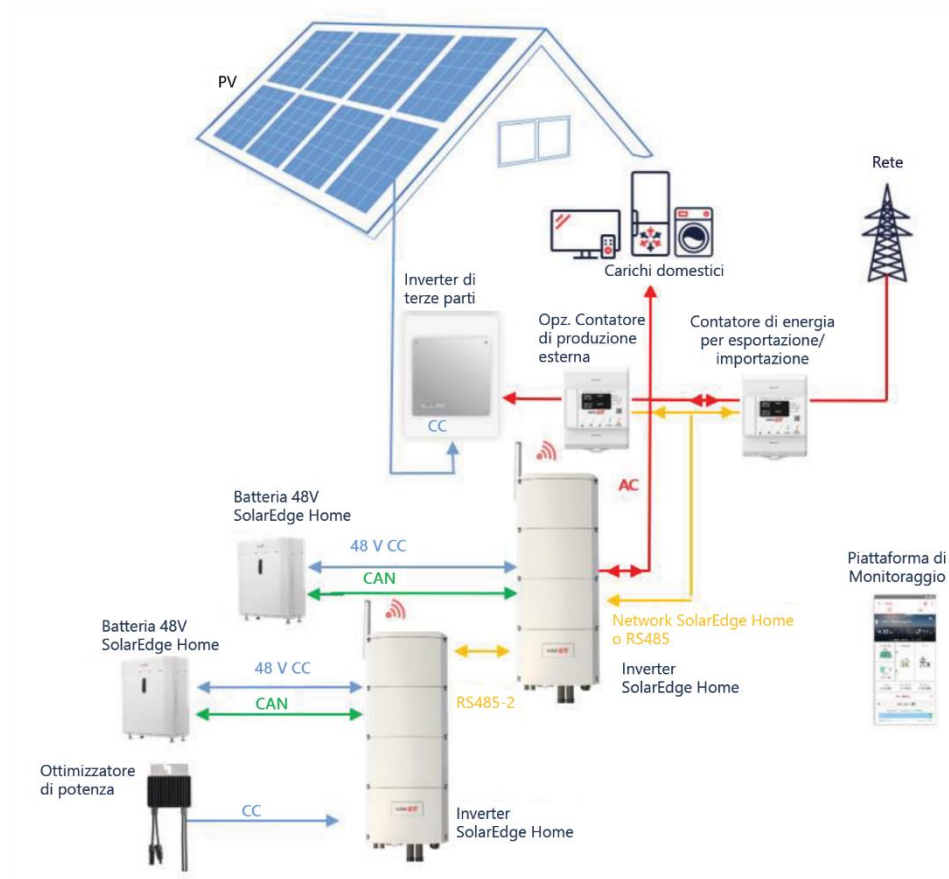 PV
Rete
Carichi domestici
Inverter di
terze parti
Opz. Contatore
di produzione
esterna
Contatore di energia
per esportazione/
importazione
CC
AC
Batteria 48V
SolarEdge Home
48 V CC
CAN
Piattaforma di
Monitoraggio
Network SolarEdge Home
o RS485
Inverter
SolarEdge Home
Batteria 48V
SolarEdge Home
48 V CC
CAN
RS485-2
Ottimizzatore
di potenza
CC
Inverter
SolarEdge Home